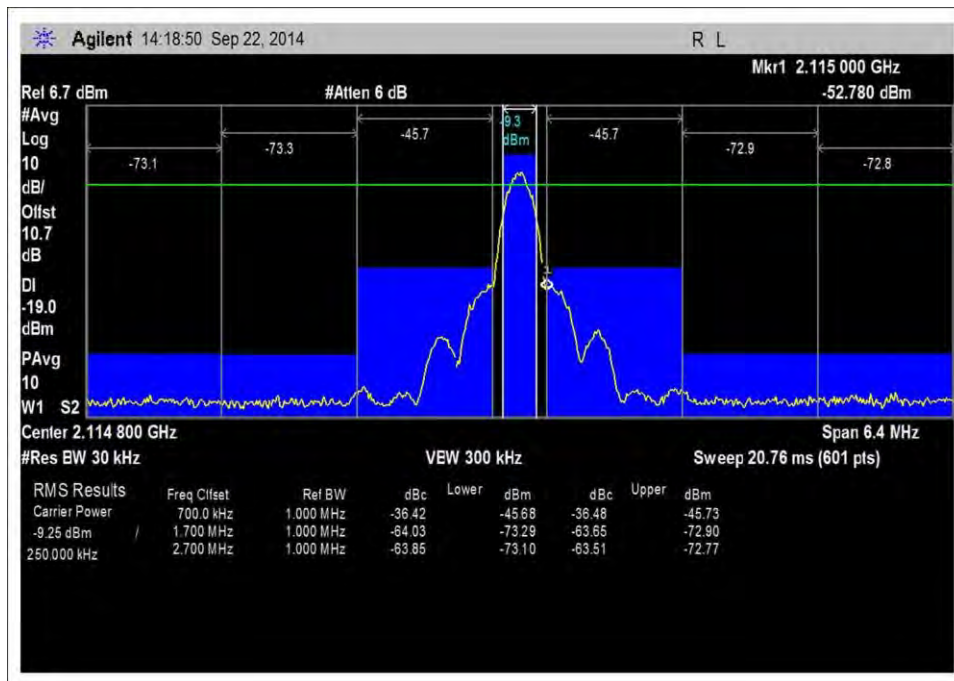 Agilent 14:18:50 Sep 22, 2014 R L
Mkr1 2.115 000 GHz
Ref 6.7 dBm #Atten 6 dB -52.780 dBm
#Avg
Log
10
dB/
Offst
10.7
dB
DI
-19.0
dBm
PAvg
10
W1 S2
-73.1 -73.3 -45.7 -9.3 dBm -45.7 -72.9 -72.8
1
Center 2.114 800 GHz Span 6.4 MHz
#Res BW 30 kHz VBW 300 kHz Sweep 20.76 ms (601 pts)
RMS Results Freq Offset Ref BW dBc Lower dBm dBc Upper dBm
Carrier Power 700.0 kHz 1.000 MHz -36.42 -45.68 -36.48 -45.73
-9.25 dBm / 1.700 MHz 1.000 MHz -64.03 -73.29 -63.65 -72.90
250.000 kHz 2.700 MHz 1.000 MHz -63.85 -73.10 -63.51 -72.77